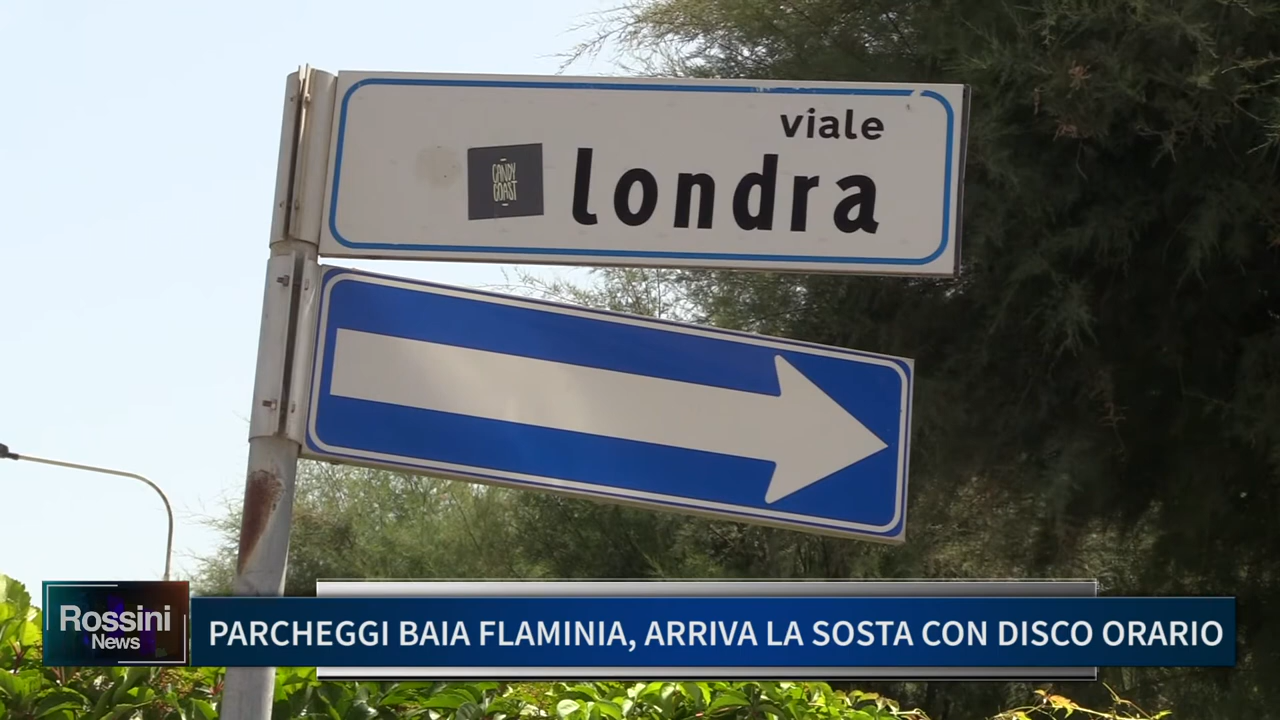 viale
londra
CANDY
COAST
Rossini
News
PARCHEGGI BAIA FLAMINIA, ARRIVA LA SOSTA CON DISCO ORARIO